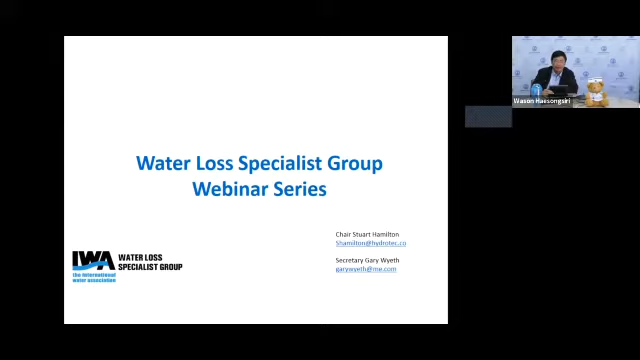 Water Loss Specialist Group
Webinar Series
Chair Stuart Hamilton
Shamilton@hydrotec.co
Secretary Gary Wyeth
garywyeth@me.com
IWA
the international
water association
WATER LOSS
SPECIALIST GROUP
Wason Haesongsiri